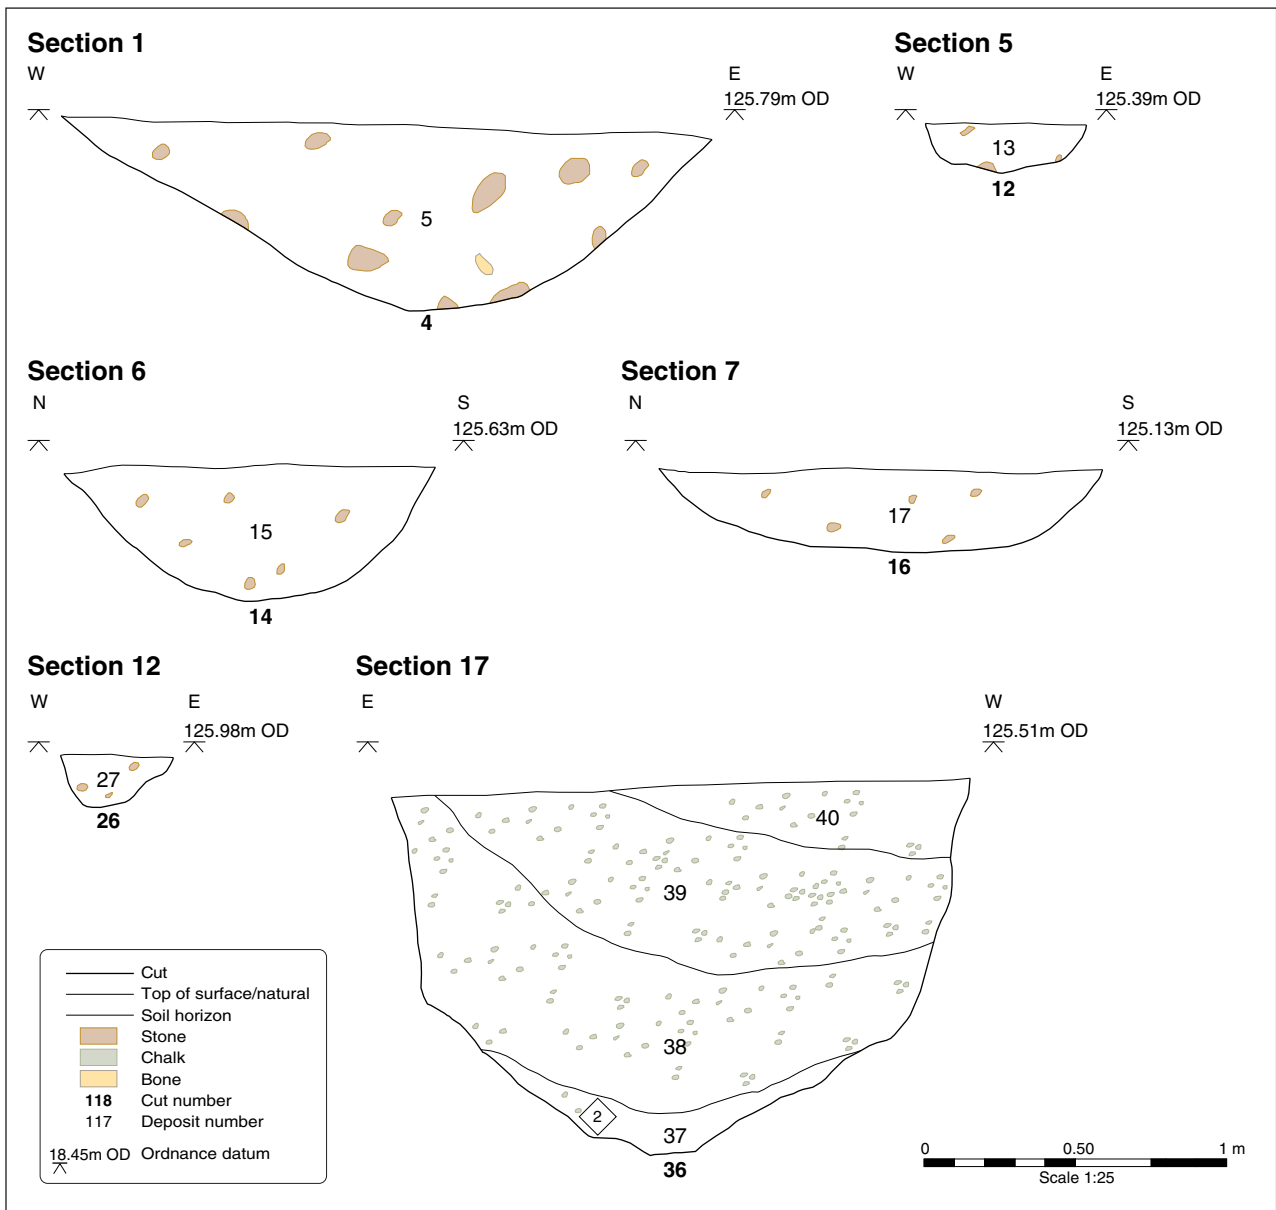 Section 1
W
E
125.79m OD
5
4
Section 5
W
E
125.39m OD
13
12
Section 6
N
S
125.63m OD
15
14
Section 7
N
S
125.13m OD
17
16
Section 12
W
E
125.98m OD
27
26
Section 17
E
W
125.51m OD
40
39
38
2
37
36
Cut
Top of surface/natural
Soil horizon
Stone
Chalk
Bone
118 Cut number
117 Deposit number
18.45m OD Ordnance datum
0 0.50 1 m
Scale 1:25